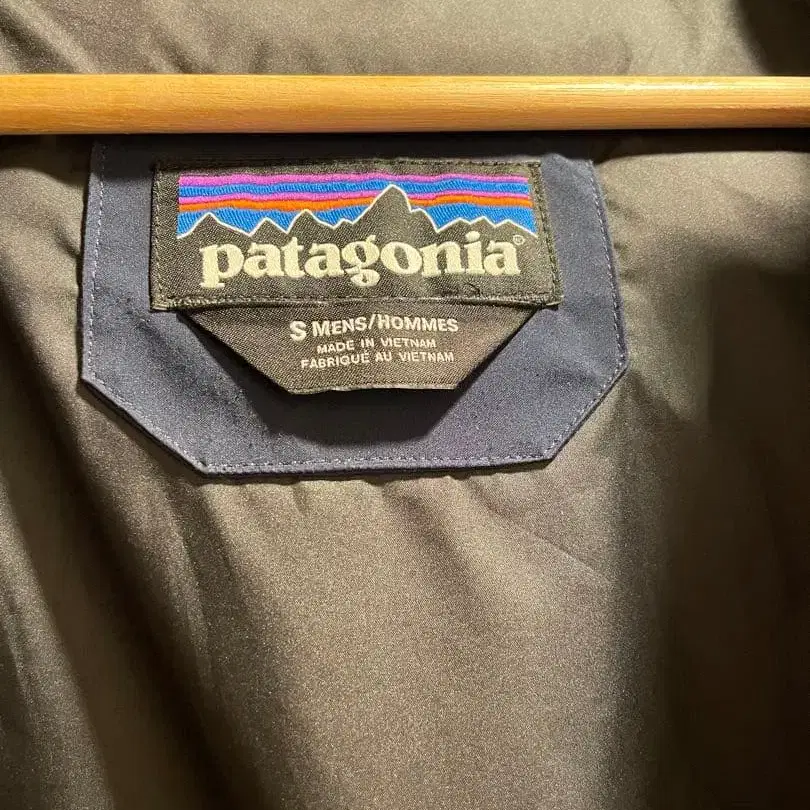 patagonia®
S MENS/HOMMES
MADE IN VIETNAM
FABRIQUÉ AU VIETNAM